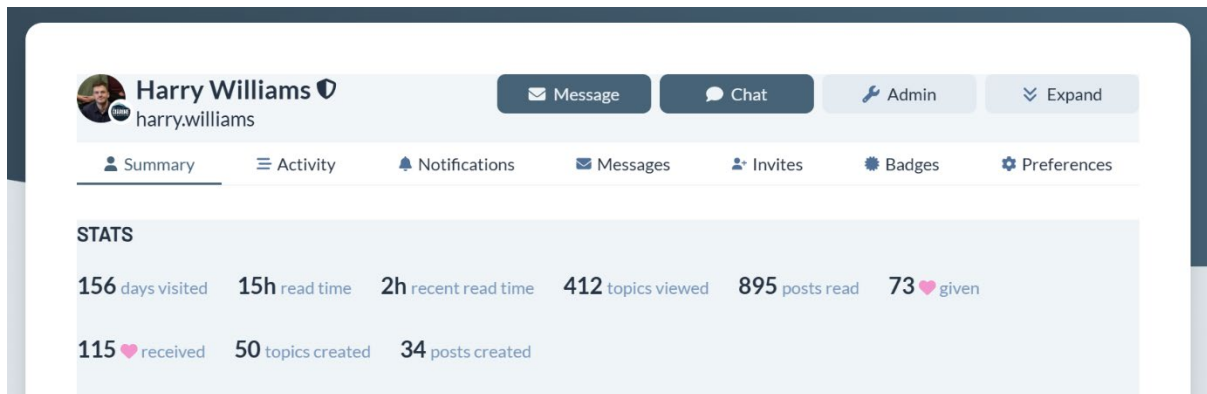 Harry Williams
harry.williams
Message Chat Admin Expand
Summary Activity Notifications Messages Invites Badges Preferences
STATS
156 days visited 15h read time 2h recent read time 412 topics viewed 895 posts read 73 given
115 received 50 topics created 34 posts created